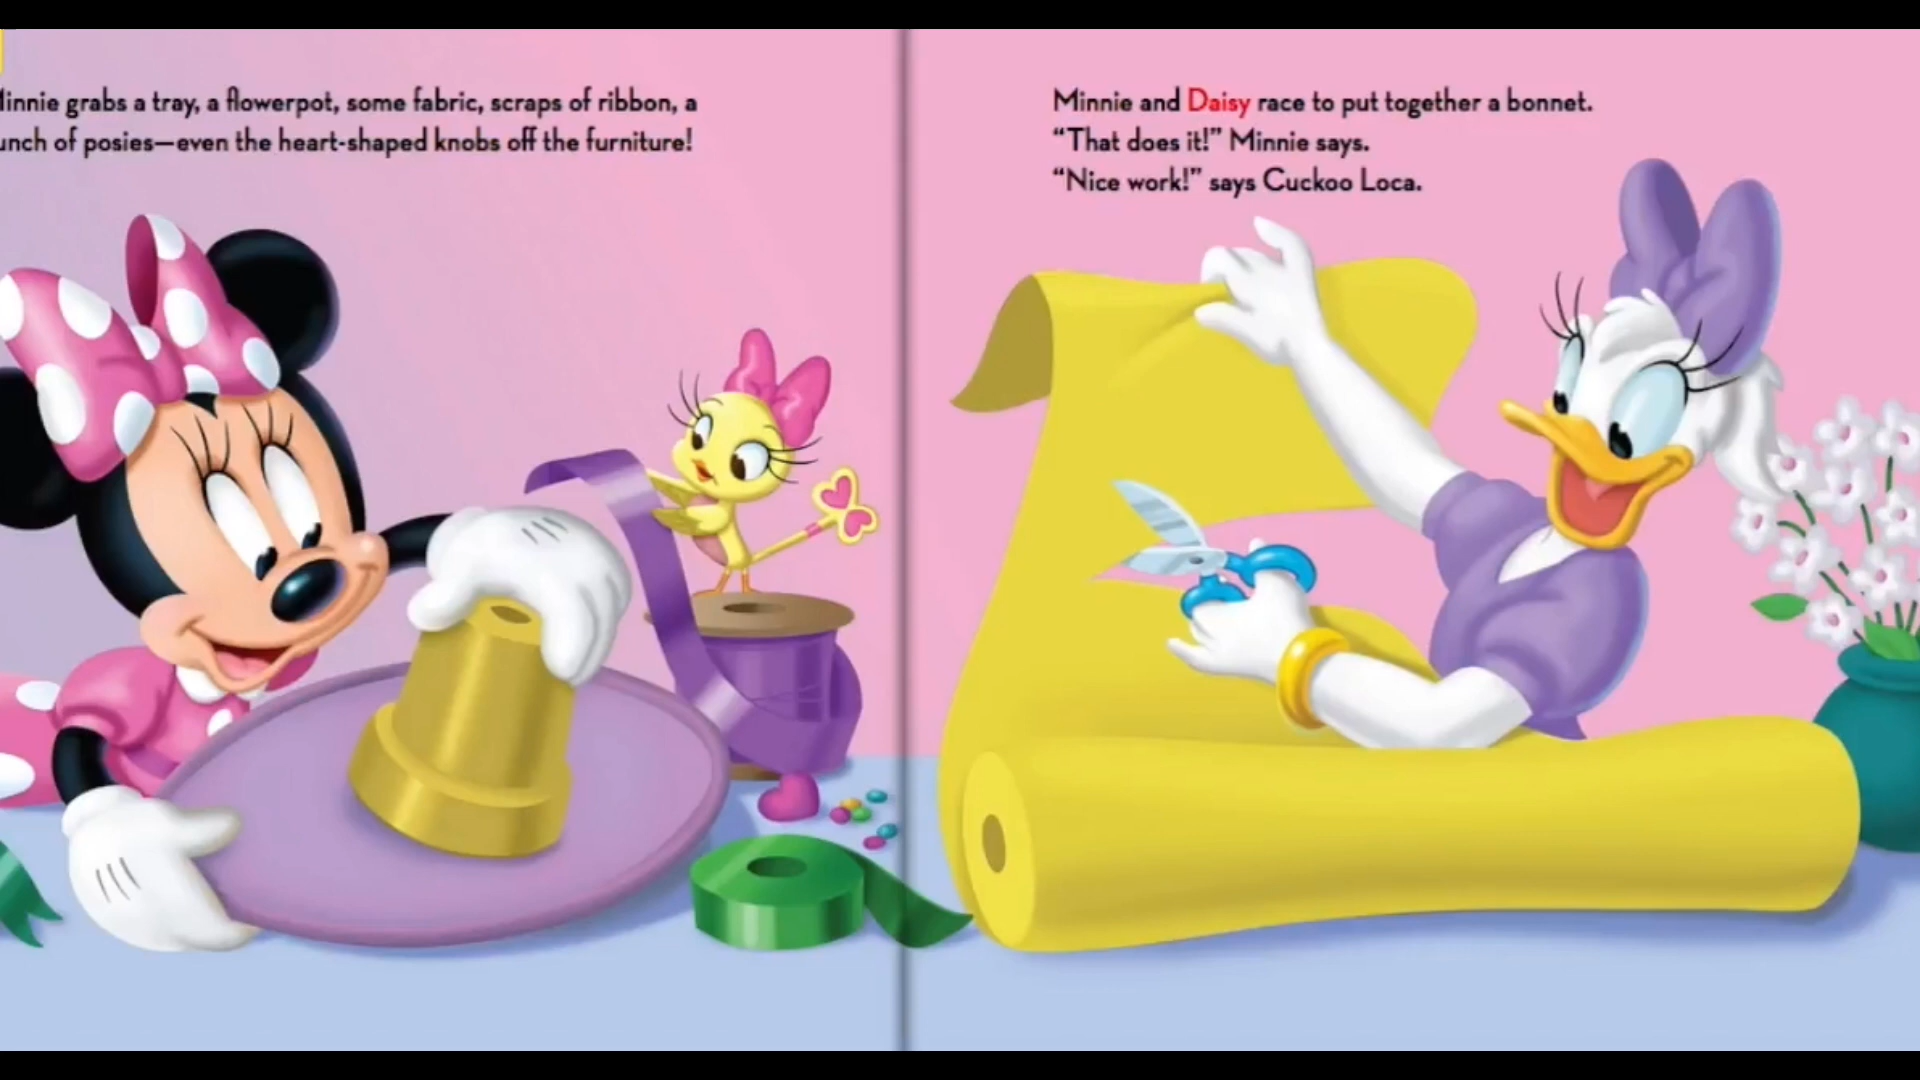 innie grabs a tray, a flowerpot, some fabric, scraps of ribbon, a
unch of posies—even the heart-shaped knobs off the furniture!
Minnie and Daisy race to put together a bonnet.
“That does it!” Minnie says.
“Nice work!” says Cuckoo Loca.